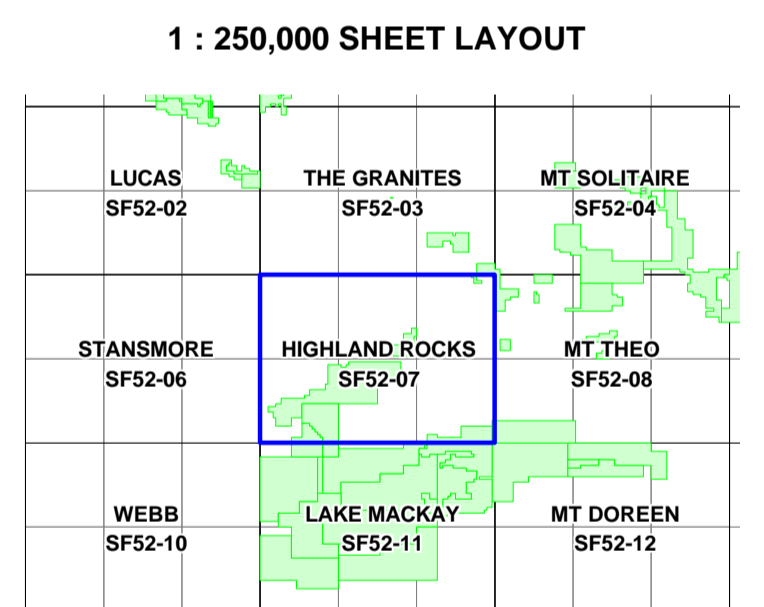 1 : 250,000 SHEET LAYOUT
LUCAS
SF52-02
THE GRANITES
SF52-03
MT SOLITAIRE
SF52-04
STANSMORE
SF52-06
HIGHLAND ROCKS
SF52-07
MT THEO
SF52-08
WEBB
SF52-10
LAKE MACKAY
SF52-11
MT DOREEN
SF52-12